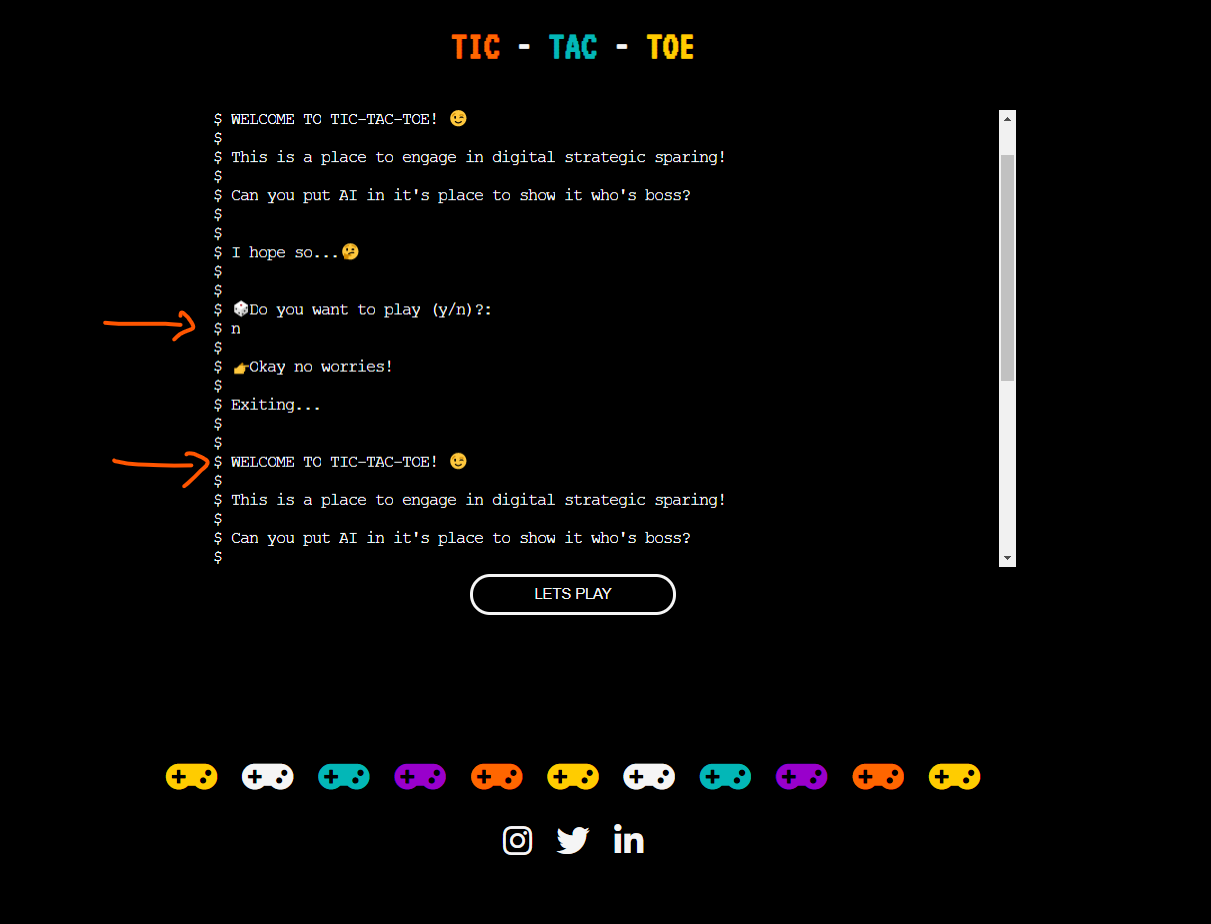 TIC - TAC - TOE
$ WELCOME TO TIC-TAC-TOE! 😉
$
$ This is a place to engage in digital strategic sparing!
$
$ Can you put AI in it's place to show it who's boss?
$
$
$ I hope so...🤔
$
$
$ 🎲Do you want to play (y/n)?:
$ n
$
$ 👉Okay no worries!
$
$ Exiting...
$
$
$ WELCOME TO TIC-TAC-TOE! 😉
$
$ This is a place to engage in digital strategic sparing!
$
$ Can you put AI in it's place to show it who's boss?
$
LETS PLAY